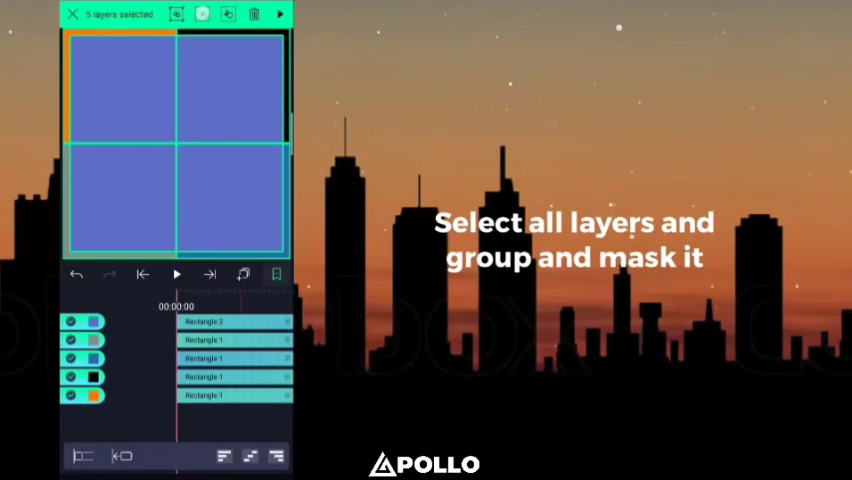 5 layers selected
Select all layers and
group and mask it
00:00:00
Rectangle 2
Rectangle 1
Rectangle 1
Rectangle 1
Rectangle 1
APOLLO